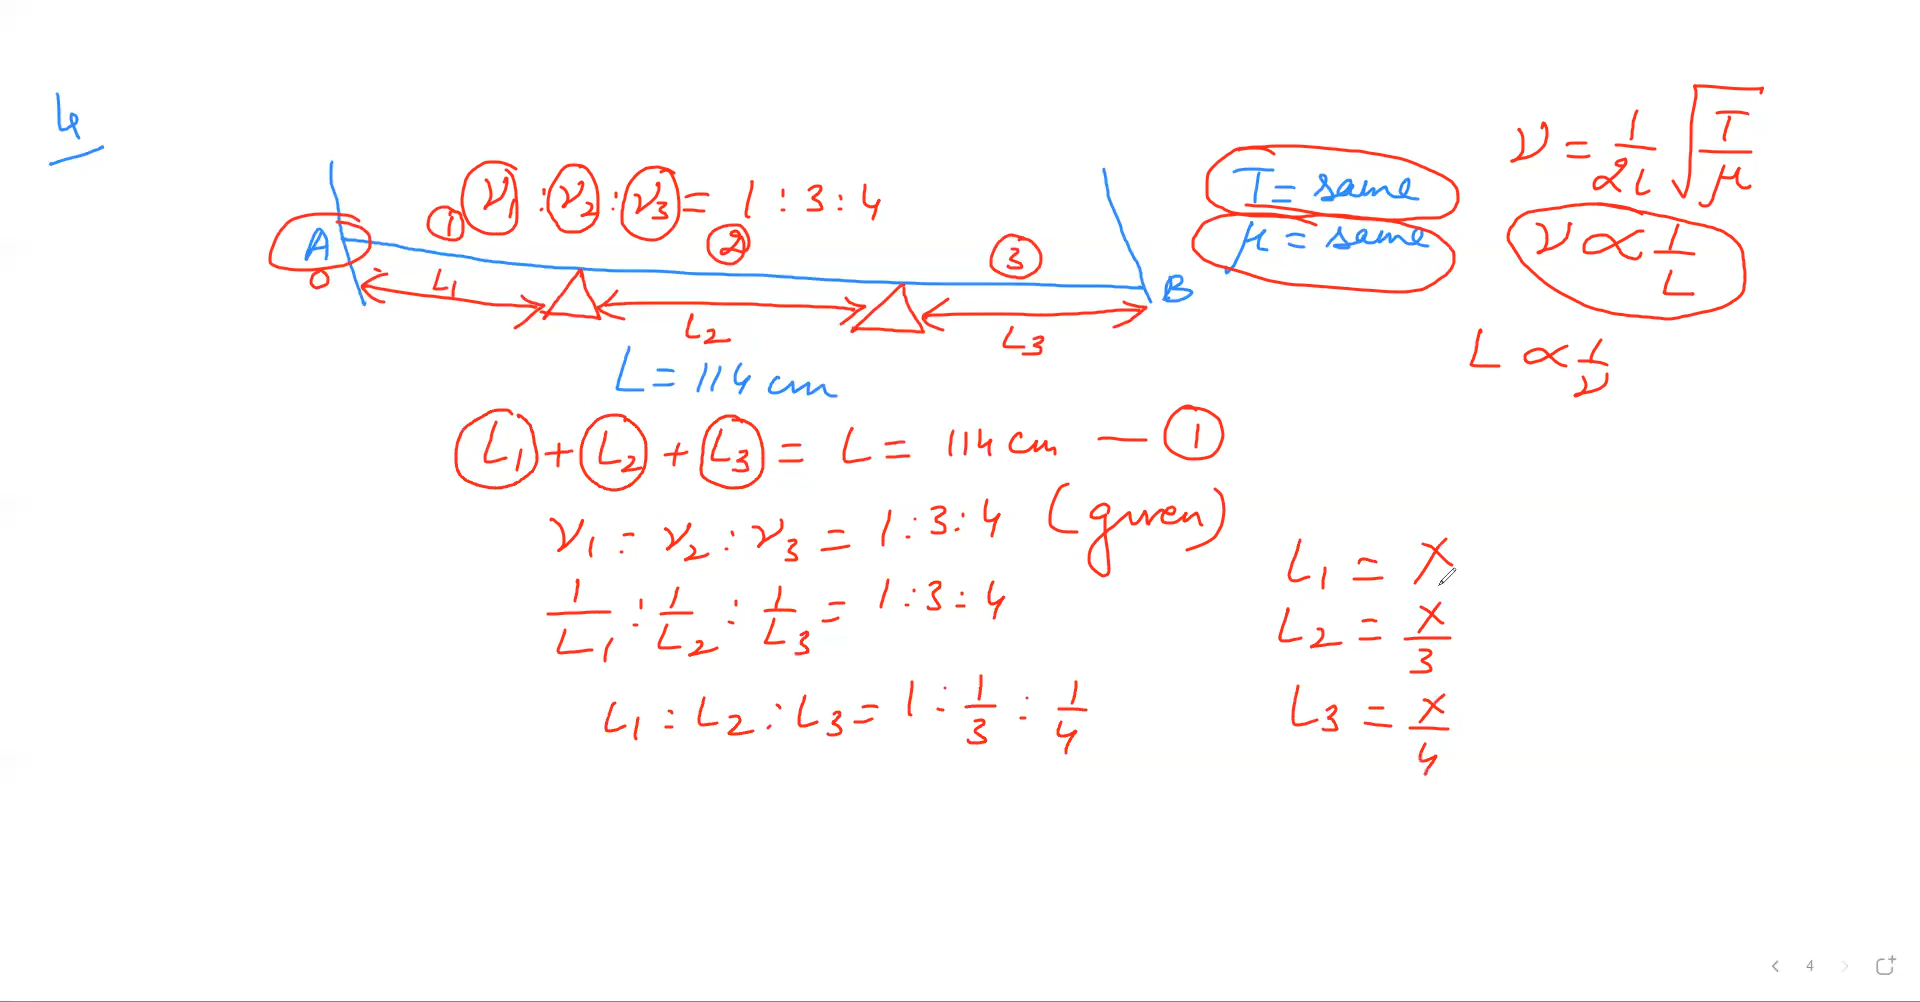 4
ν₁ : ν₂ : ν₃ = 1 : 3 : 4
① ② ③
A
0
B
L₁
L₂
L₃
L = 114 cm
T = same
μ = same
ν = 1/2L √T/μ
ν ∝ 1/L
L ∝ 1/ν
L₁ + L₂ + L₃ = L = 114 cm — ①
ν₁ : ν₂ : ν₃ = 1 : 3 : 4 (given)
1/L₁ : 1/L₂ : 1/L₃ = 1 : 3 : 4
L₁ : L₂ : L₃ = 1 : 1/3 : 1/4
L₁ = x
L₂ = x/3
L₃ = x/4
4